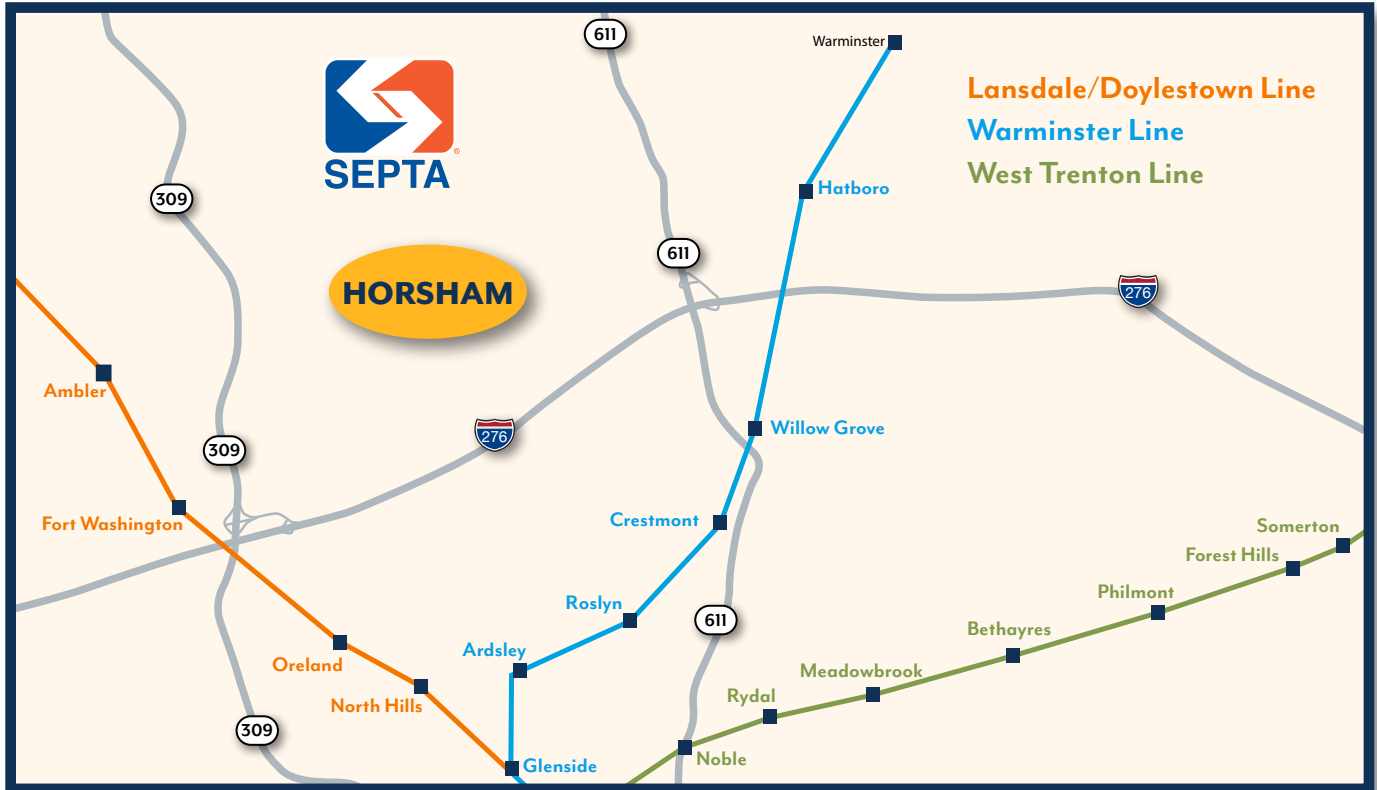 611
Warminster
Lansdale/Doylestown Line
Warminster Line
West Trenton Line
SEPTA
®
309
Hatboro
611
HORSHAM
276
Ambler
276
Willow Grove
309
Fort Washington
Crestmont
Somerton
Forest Hills
Philmont
Roslyn
611
Bethayres
Ardsley
Oreland
Meadowbrook
Rydal
North Hills
309
Noble
Glenside